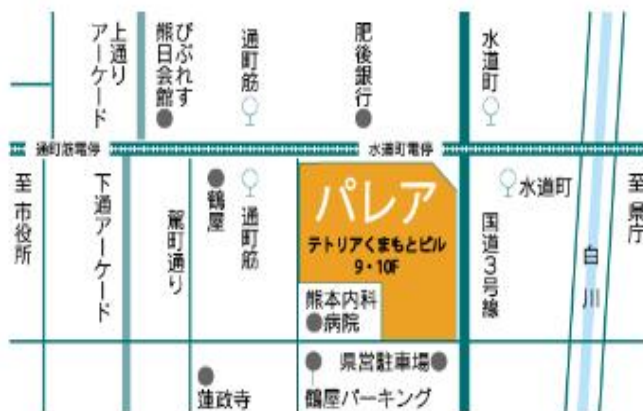 上通り
アーケード
びぷれす
熊日会館
通町筋
肥後銀行
水道町
通町筋電停
水道町電停
至 市役所
下通アーケード
駕町通り
鶴屋
通町筋
パレア
テトリアくまもとビル
9・10F
熊本内科
病院
国道3号線
水道町
白川
至 県庁
蓮政寺
県営駐車場
鶴屋パーキング